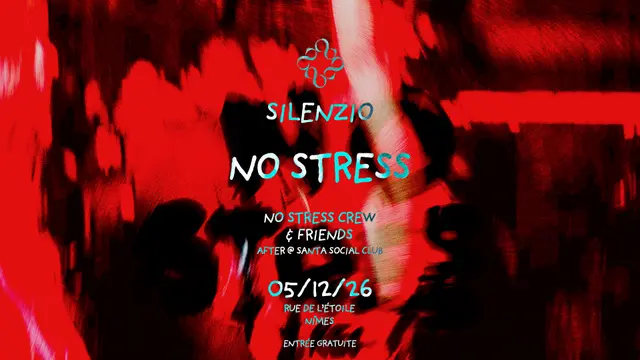 SILENZIO
NO STRESS
NO STRESS CREW
& FRIENDS
AFTER @ SANTA SOCIAL CLUB
05/12/26
RUE DE L'ÉTOILE
NÎMES
ENTRÉE GRATUITE